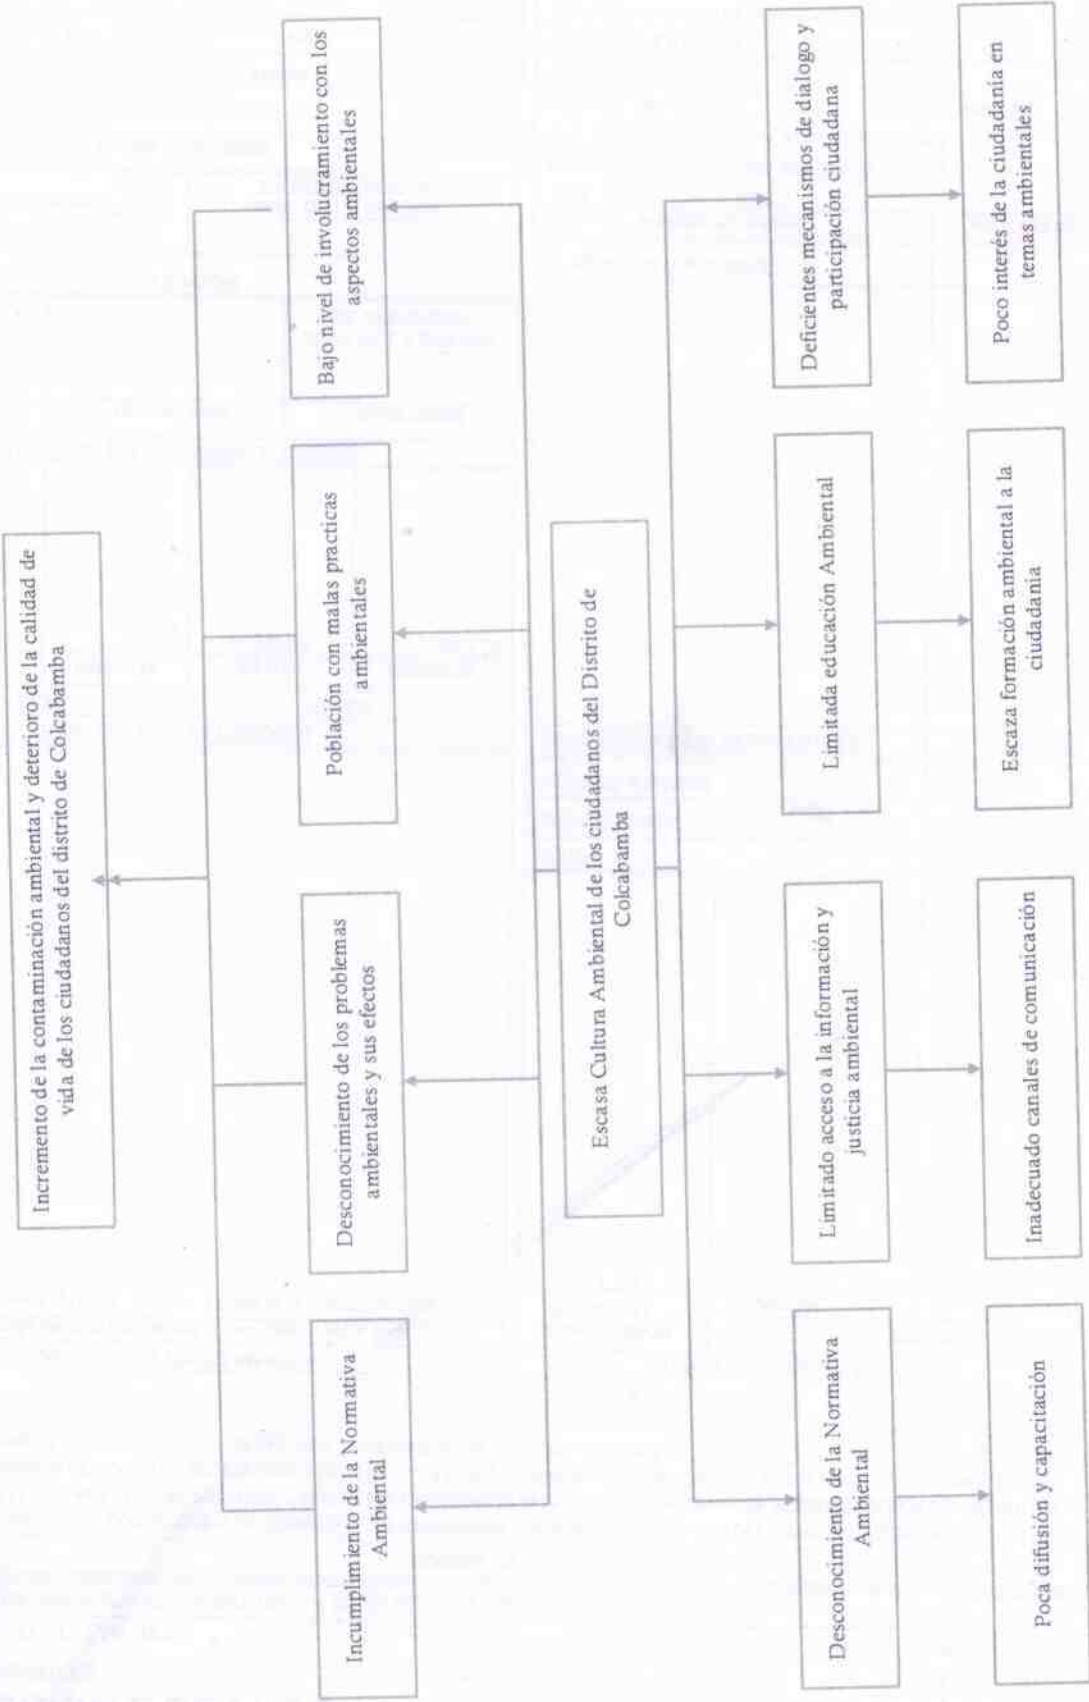 Incremento de la contaminación ambiental y deterioro de la calidad de
vida de los ciudadanos del distrito de Colcabamba
Incumplimiento de la Normativa
Ambiental
Desconocimiento de los problemas
ambientales y sus efectos
Población con malas practicas
ambientales
Bajo nivel de involucramiento con los
aspectos ambientales
Escasa Cultura Ambiental de los ciudadanos del Distrito de
Colcabamba
Desconocimiento de la Normativa
Ambiental
Limitado acceso a la información y
justicia ambiental
Limitada educación Ambiental
Deficientes mecanismos de dialogo y
participación ciudadana
Poca difusión y capacitación
Inadecuado canales de comunicación
Escaza formación ambiental a la
ciudadania
Poco interés de la ciudadania en
temas ambientales